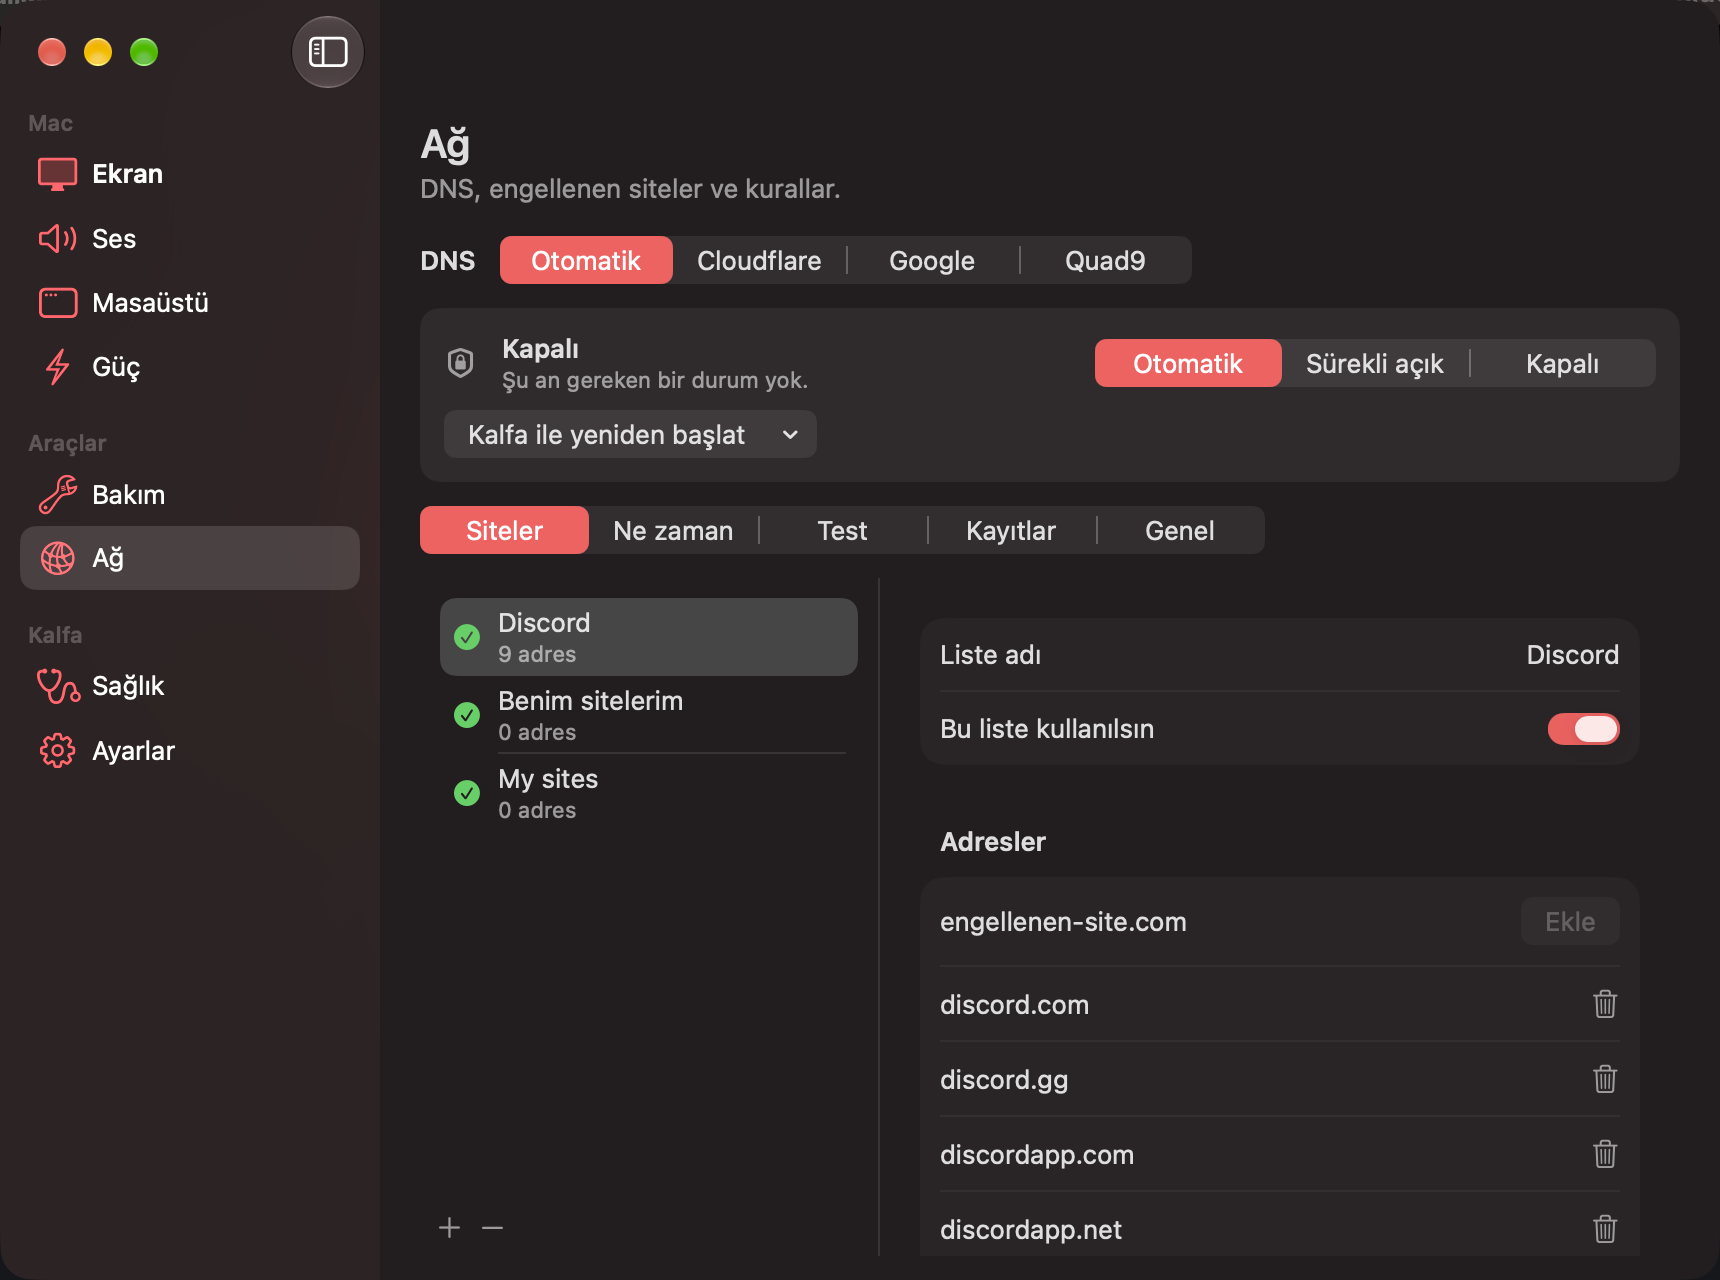 Mac
Ekran
Ses
Masaüstü
Güç
Araçlar
Bakım
Ağ
Kalfa
Sağlık
Ayarlar
Ağ
DNS, engellenen siteler ve kurallar.
DNS Otomatik Cloudflare Google Quad9
Kapalı
Şu an gereken bir durum yok.
Otomatik Sürekli açık Kapalı
Kalfa ile yeniden başlat
Siteler Ne zaman Test Kayıtlar Genel
Discord
9 adres
Benim sitelerim
0 adres
My sites
0 adres
Liste adı Discord
Bu liste kullanılsın
Adresler
engellenen-site.com Ekle
discord.com
discord.gg
discordapp.com
discordapp.net